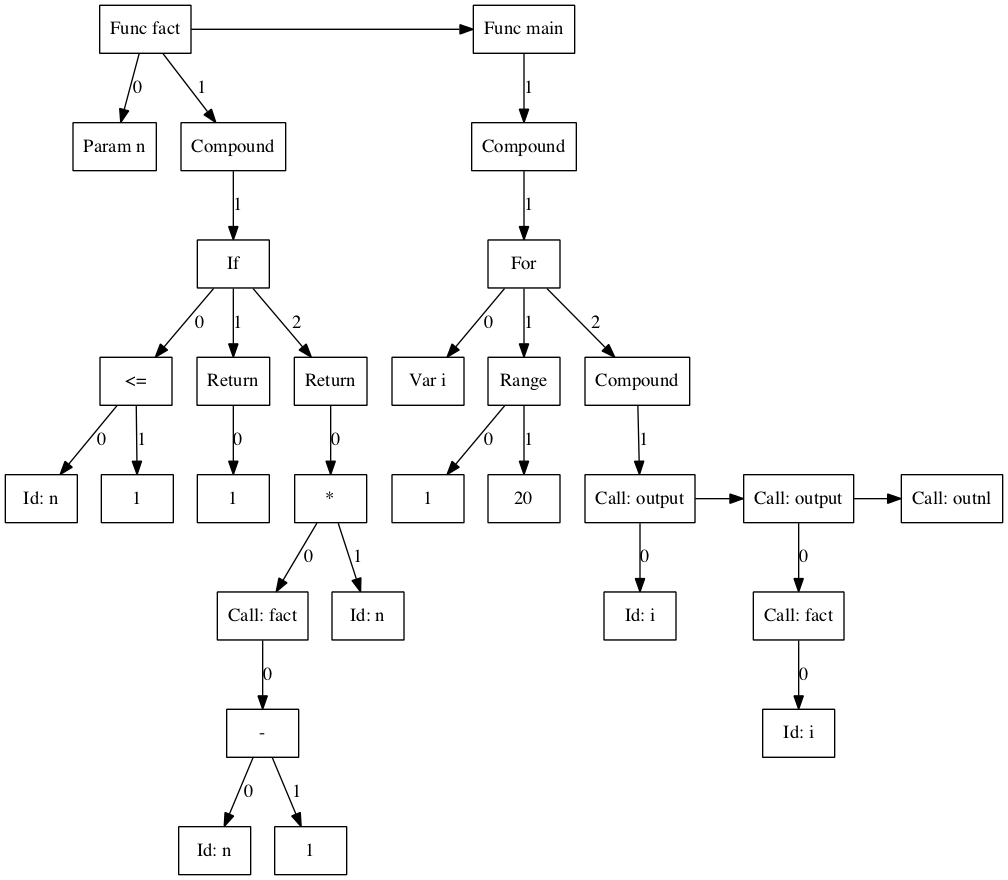 Func fact
Func main
0
1
1
Param n
Compound
Compound
1
1
If
For
0
1
2
0
1
2
<=
Return
Return
Var i
Range
Compound
0
1
0
0
0
1
1
Id: n
1
1
*
1
20
Call: output
Call: output
Call: outnl
0
1
0
0
Call: fact
Id: n
Id: i
Call: fact
0
0
-
Id: i
0
1
Id: n
1